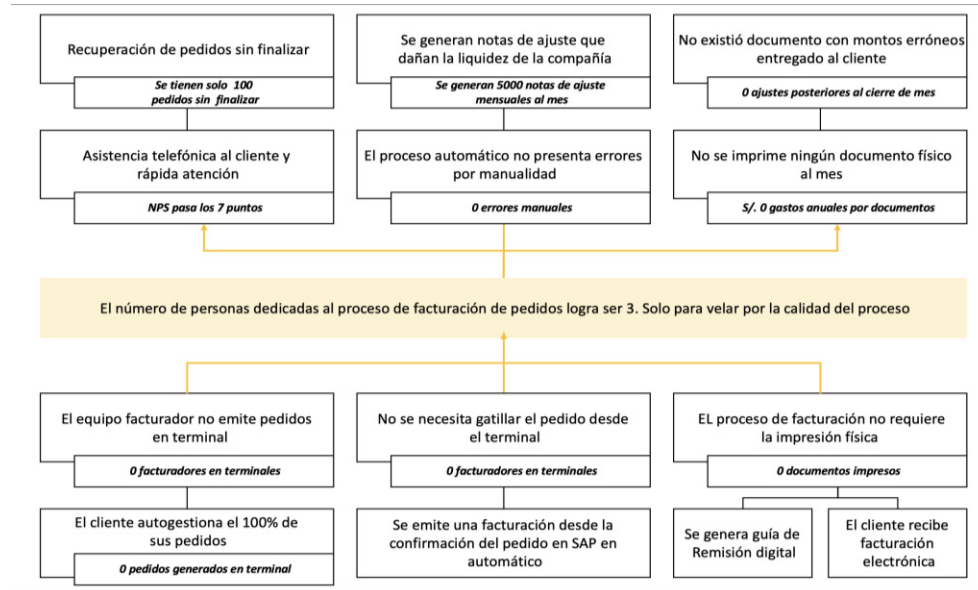 Recuperación de pedidos sin finalizar
Se tienen solo 100
pedidos sin finalizar
Se generan notas de ajuste que
dañan la liquidez de la compañía
Se generan 5000 notas de ajuste
mensuales al mes
No existió documento con montos erróneos
entregado al cliente
0 ajustes posteriores al cierre de mes
Asistencia telefónica al cliente y
rápida atención
NPS pasa los 7 puntos
El proceso automático no presenta errores
por manualidad
0 errores manuales
No se imprime ningún documento físico
al mes
S/. 0 gastos anuales por documentos
El número de personas dedicadas al proceso de facturación de pedidos logra ser 3. Solo para velar por la calidad del proceso
El equipo facturador no emite pedidos
en terminal
0 facturadores en terminales
No se necesita gatillar el pedido desde
el terminal
0 facturadores en terminales
EL proceso de facturación no requiere
la impresión física
0 documentos impresos
El cliente autogestiona el 100% de
sus pedidos
0 pedidos generados en terminal
Se emite una facturación desde la
confirmación del pedido en SAP en
automático
Se genera guía de
Remisión digital
El cliente recibe
facturación
electrónica